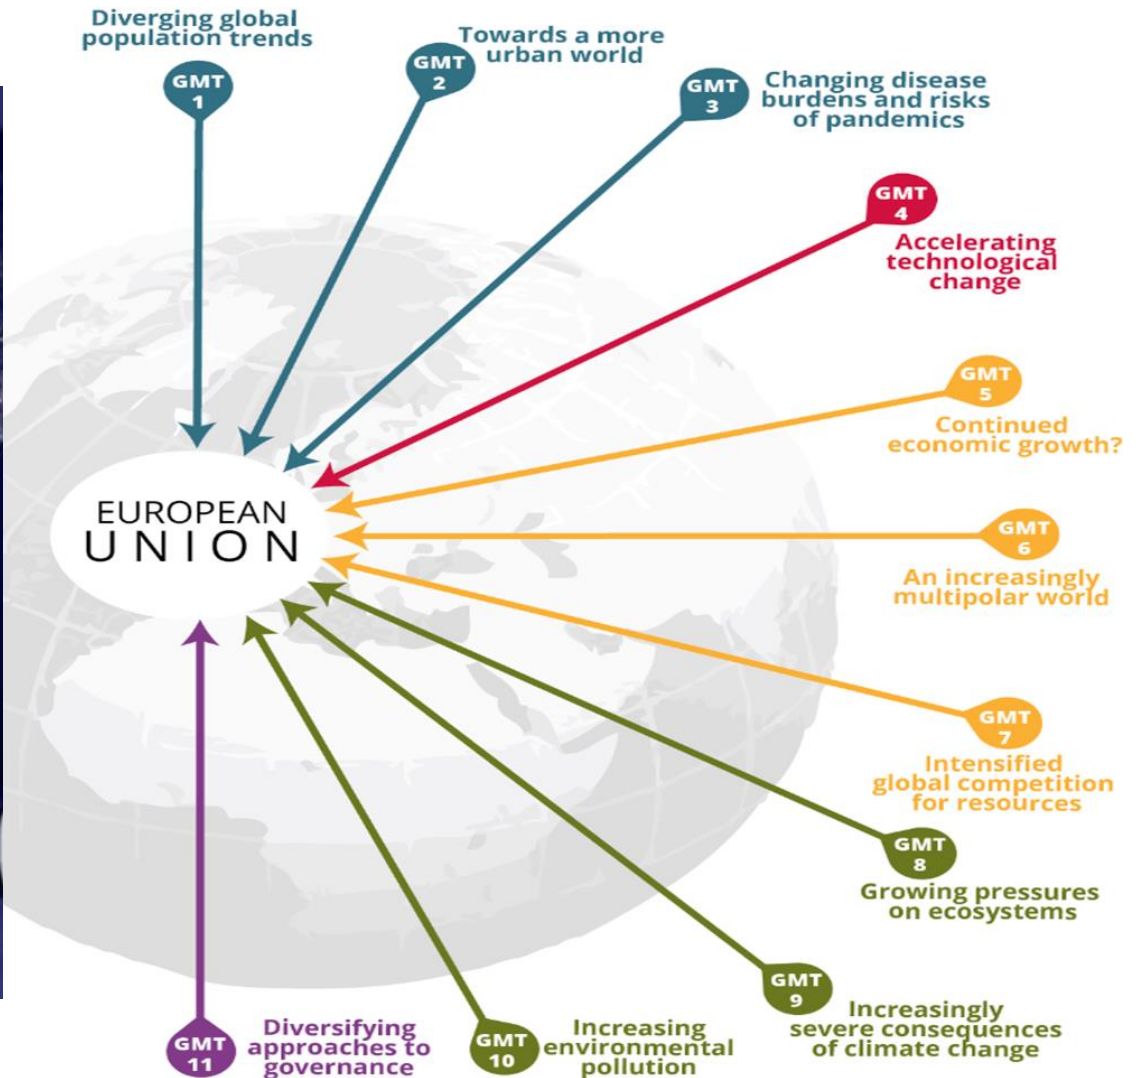 Diverging global
population trends
GMT
1
Towards a more
urban world
GMT
2
Changing disease
burdens and risks
of pandemics
GMT
3
GMT
4
Accelerating
technological
change
GMT
5
Continued
economic growth?
EUROPEAN
UNION
GMT
6
An increasingly
multipolar world
GMT
7
Intensified
global competition
for resources
GMT
8
Growing pressures
on ecosystems
GMT
9
Increasingly
severe consequences
of climate change
GMT
10
Increasing
environmental
pollution
GMT
11
Diversifying
approaches to
governance